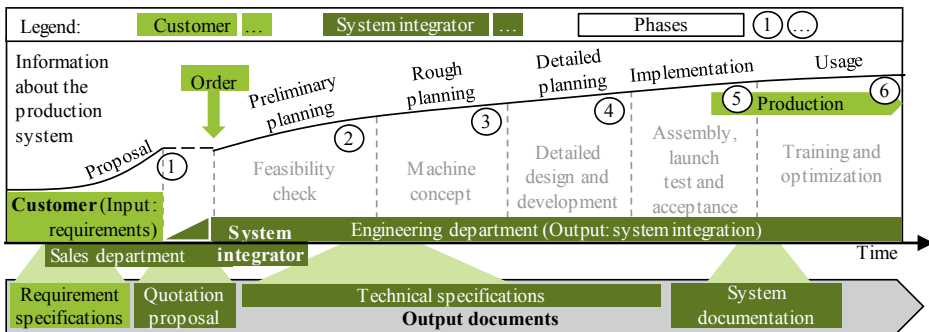 Legend:
Customer
…
System integrator
…
Phases
1
…
Information
about the
production
system
Order
Proposal
1
Preliminary
planning
2
Rough
planning
3
Detailed
planning
4
Implementation
5
Usage
6
Production
Feasibility
check
Machine
concept
Detailed
design and
development
Assembly,
launch
test and
acceptance
Training and
optimization
Customer (Input:
requirements)
Sales department
System
integrator
Engineering department (Output: system integration)
Time
Requirement
specifications
Quotation
proposal
Technical specifications
System
documentation
Output documents